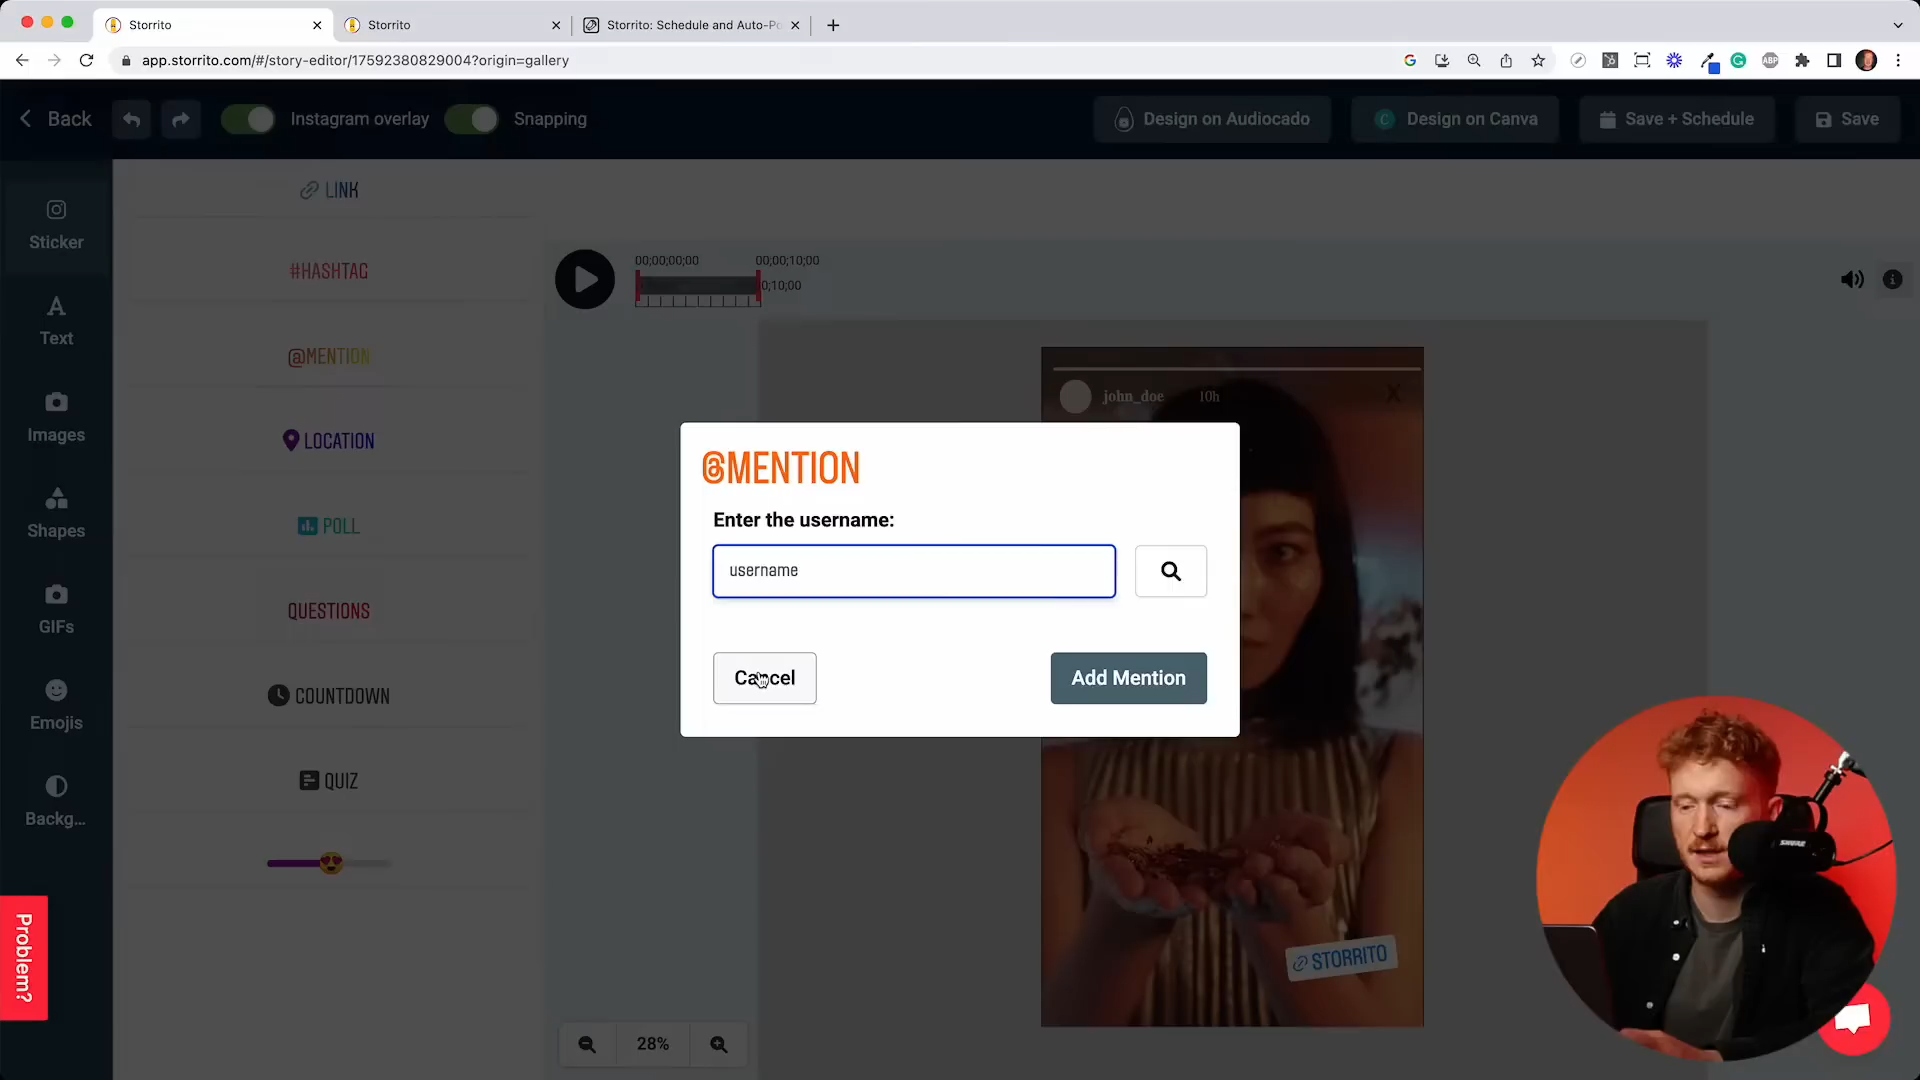 Storrito
Storrito
Storrito: Schedule and Auto-Po
app.storrito.com/#/story-editor/17592380829004?origin=gallery
ABP
Back
Instagram overlay
Snapping
Design on Audiocado
C Design on Canva
Save + Schedule
Save
Sticker
Text
Images
Shapes
GIFs
Emojis
Backg...
Problem?
LINK
#HASHTAG
@MENTION
LOCATION
POLL
QUESTIONS
COUNTDOWN
QUIZ
00;00;00;00
00;00;10;00
0;10;00
john_doe 10h X
@MENTION
Enter the username:
username
Cancel
Add Mention
STORRITO
28%
SHURE